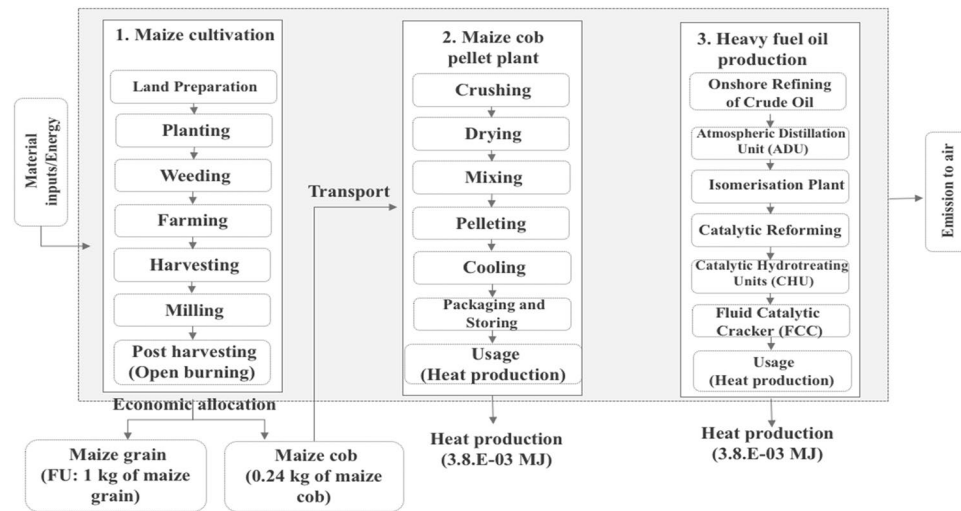 Material
inputs/Energy
1. Maize cultivation
Land Preparation
Planting
Weeding
Farming
Harvesting
Milling
Post harvesting
(Open burning)
Economic allocation
Maize grain
(FU: 1 kg of maize
grain)
Maize cob
(0.24 kg of maize
cob)
Transport
2. Maize cob
pellet plant
Crushing
Drying
Mixing
Pelleting
Cooling
Packaging and
Storing
Usage
(Heat production)
Heat production
(3.8.E-03 MJ)
3. Heavy fuel oil
production
Onshore Refining
of Crude Oil
Atmospheric Distillation
Unit (ADU)
Isomerisation Plant
Catalytic Reforming
Catalytic Hydrotreating
Units (CHU)
Fluid Catalytic
Cracker (FCC)
Usage
(Heat production)
Heat production
(3.8.E-03 MJ)
Emission to air